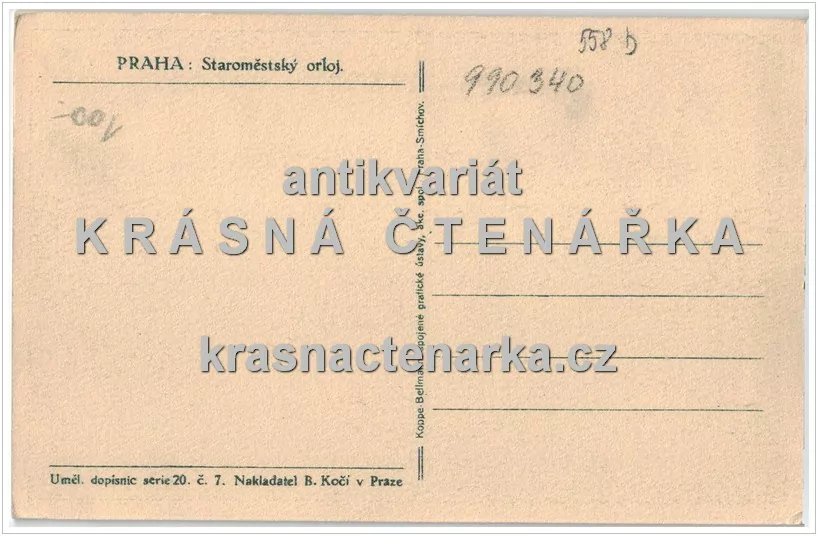 558 b
PRAHA: Staroměstský orloj.
990 340
antikvariát
KRÁSNÁ ČTENÁŘKA
krasnactenarka.cz
Koppe-Bellmann, spojené grafické ústavy, akc. spol. Praha-Smíchov.
Uměl. dopisnic serie 20. č. 7. Nakladatel B. Kočí v Praze